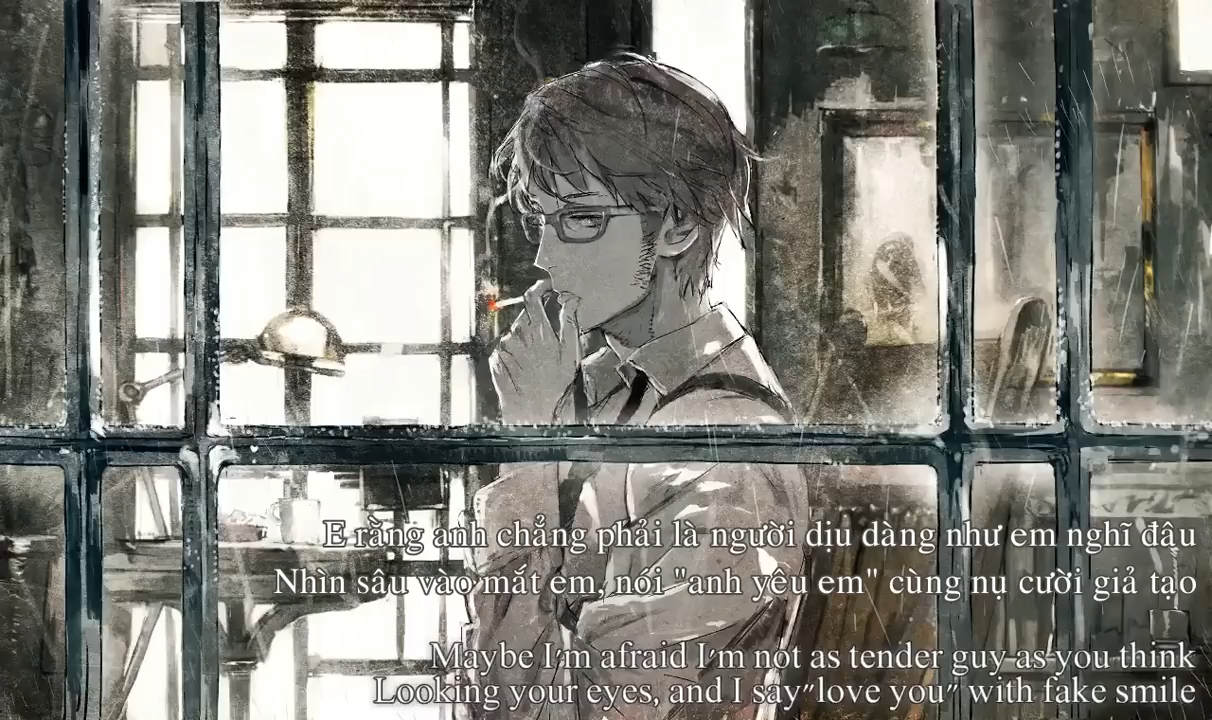 E rằng anh chẳng phải là người dịu dàng như em nghĩ đâu
Nhìn sâu vào mắt em, nói "anh yêu em" cùng nụ cười giả tạo
Maybe I'm afraid I'm not as tender guy as you think
Looking your eyes, and I say"love you" with fake smile